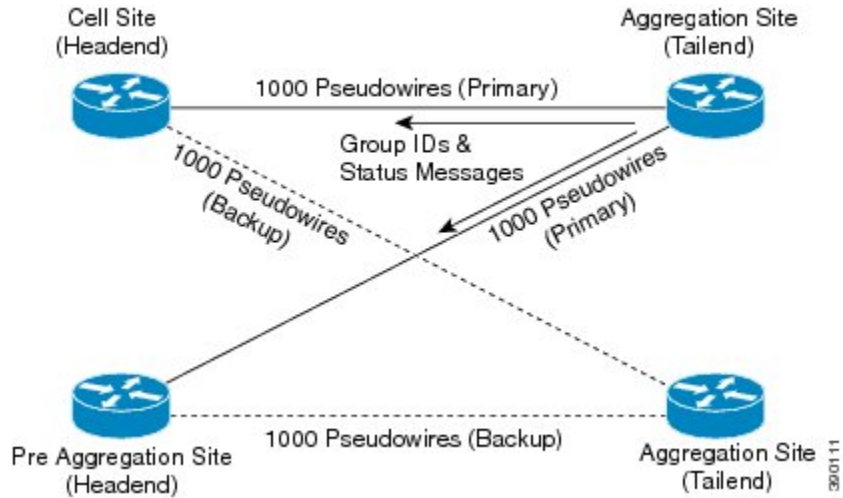 Cell Site
(Headend)
Aggregation Site
(Tailend)
1000 Pseudowires (Primary)
Group IDs &
Status Messages
1000 Pseudowires
(Backup)
1000 Pseudowires
(Primary)
1000 Pseudowires (Backup)
Pre Aggregation Site
(Headend)
Aggregation Site
(Tailend)
390111